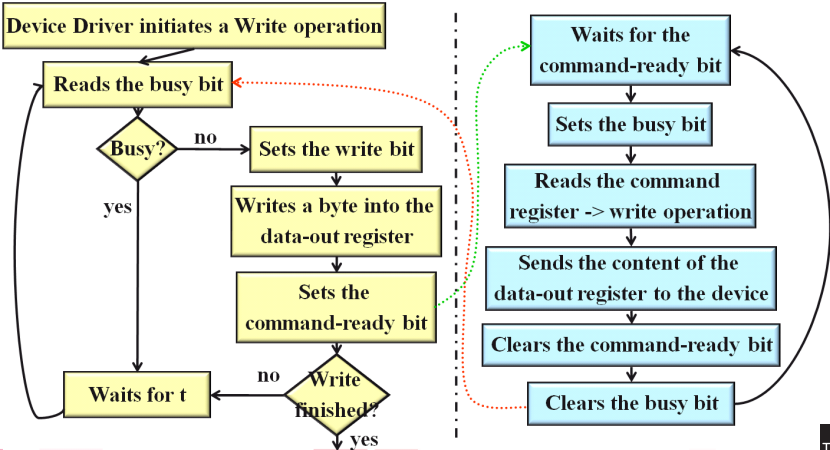 Device Driver initiates a Write operation
Reads the busy bit
Busy?
no
yes
Sets the write bit
Writes a byte into the
data-out register
Sets the
command-ready bit
Write
finished?
no
yes
Waits for t
Waits for the
command-ready bit
Sets the busy bit
Reads the command
register -> write operation
Sends the content of the
data-out register to the device
Clears the command-ready bit
Clears the busy bit